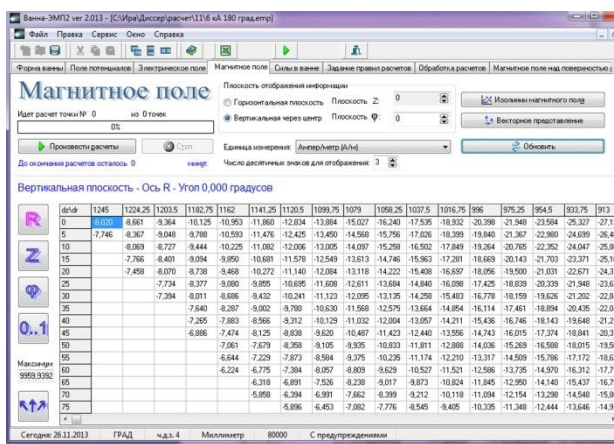 Ванна-ЭМП2 ver 2.013 - [C:\Ира\Диссер\расчет\11\6 кА 180 град.emp]
Файл Правка Сервис Окно Справка
Форма ванны Поле потенциалов Электрическое поле Магнитное поле Силы в ванне Задание правил расчетов Обработка расчетов Магнитное поле над поверхностью
Магнитное поле
Плоскость отображения информации
Горизонтальная плоскость Плоскость Z: 0
Изолинии магнитного поля
Идет расчет точки № 0 из 0 точек
Вертикальная через центр Плоскость φ: 0
Векторное представление
0%
Произвести расчеты Стоп
Единица измерения: Ампер/метр (А/м)
Обновить
До окончания расчетов осталось 0 минут.
Число десятичных знаков для отображения: 3
Вертикальная плоскость - Ось R - Угол 0,000 градусов
dz\dr 1245 1224,25 1203,5 1182,75 1162 1141,25 1120,5 1099,75 1079 1058,25 1037,5 1016,75 996 975,25 954,5 933,75 913
0 -8,020 -8,661 -9,364 -10,125 -10,953 -11,860 -12,834 -13,884 -15,027 -16,240 -17,535 -18,932 -20,398 -21,948 -23,584 -25,327
5 -7,746 -8,367 -9,048 -9,788 -10,593 -11,476 -12,425 -13,450 -14,568 -15,756 -17,026 -18,399 -19,840 -21,367 -22,980 -24,699
10 -8,069 -8,727 -9,444 -10,225 -11,082 -12,006 -13,005 -14,097 -15,258 -16,502 -17,849 -19,264 -20,765 -22,352 -24,047
15 -7,766 -8,401 -9,094 -9,850 -10,681 -11,578 -12,549 -13,613 -14,746 -15,963 -17,281 -18,669 -20,143 -21,703 -23,371
20 -7,458 -8,070 -8,738 -9,468 -10,272 -11,140 -12,084 -13,118 -14,222 -15,408 -16,697 -18,056 -19,500 -21,031 -22,671
25 -7,734 -8,377 -9,080 -9,855 -10,695 -11,608 -12,611 -13,684 -14,840 -16,098 -17,425 -18,839 -20,339 -21,948
30 -7,394 -8,011 -8,686 -9,432 -10,241 -11,123 -12,095 -13,135 -14,258 -15,483 -16,778 -18,159 -19,626 -21,202
35 -7,640 -8,287 -9,002 -9,780 -10,630 -11,568 -12,575 -13,664 -14,854 -16,114 -17,461 -18,894 -20,435
40 -7,265 -7,883 -8,566 -9,312 -10,129 -11,032 -12,004 -13,057 -14,211 -15,436 -16,746 -18,143 -19,648
45 -6,886 -7,474 -8,125 -8,838 -9,620 -10,487 -11,423 -12,440 -13,556 -14,743 -16,015 -17,374 -18,841
50 -7,061 -7,679 -8,358 -9,105 -9,935 -10,833 -11,811 -12,888 -14,036 -15,269 -16,588 -18,015
55 -6,644 -7,229 -7,873 -8,584 -9,375 -10,235 -11,174 -12,210 -13,317 -14,509 -15,786 -17,172
60 -6,224 -6,775 -7,384 -8,057 -8,809 -9,629 -10,527 -11,521 -12,586 -13,735 -14,970 -16,312
65 -6,318 -6,891 -7,526 -8,238 -9,017 -9,873 -10,824 -11,845 -12,950 -14,140 -15,437
70 -5,858 -6,394 -6,991 -7,662 -8,399 -9,212 -10,118 -11,094 -12,154 -13,298 -14,548
75 -5,896 -6,453 -7,082 -7,776 -8,545 -9,405 -10,335 -11,348 -12,444 -13,646
R
Z
φ
0..1
Максимум
9959,9392
Сегодня: 26.11.2013 ГРАД ч.д.з. 4 Миллиметр 80000 С предупреждениями